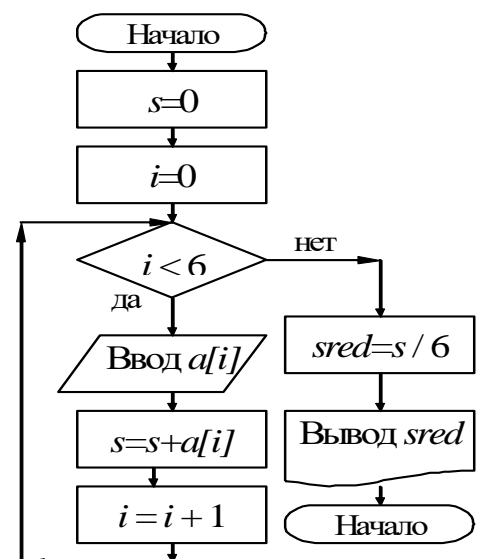 Начало
s=0
i=0
i < 6
нет
да
Ввод a[i]
sred=s / 6
s=s+a[i]
Вывод sred
i = i + 1
Начало